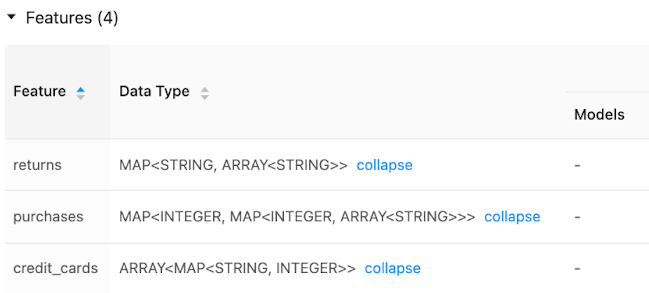 Features (4)
Feature Data Type
Models
returns MAP<STRING, ARRAY<STRING>> collapse -
purchases MAP<INTEGER, MAP<INTEGER, ARRAY<STRING>>> collapse -
credit_cards ARRAY<MAP<STRING, INTEGER>> collapse -